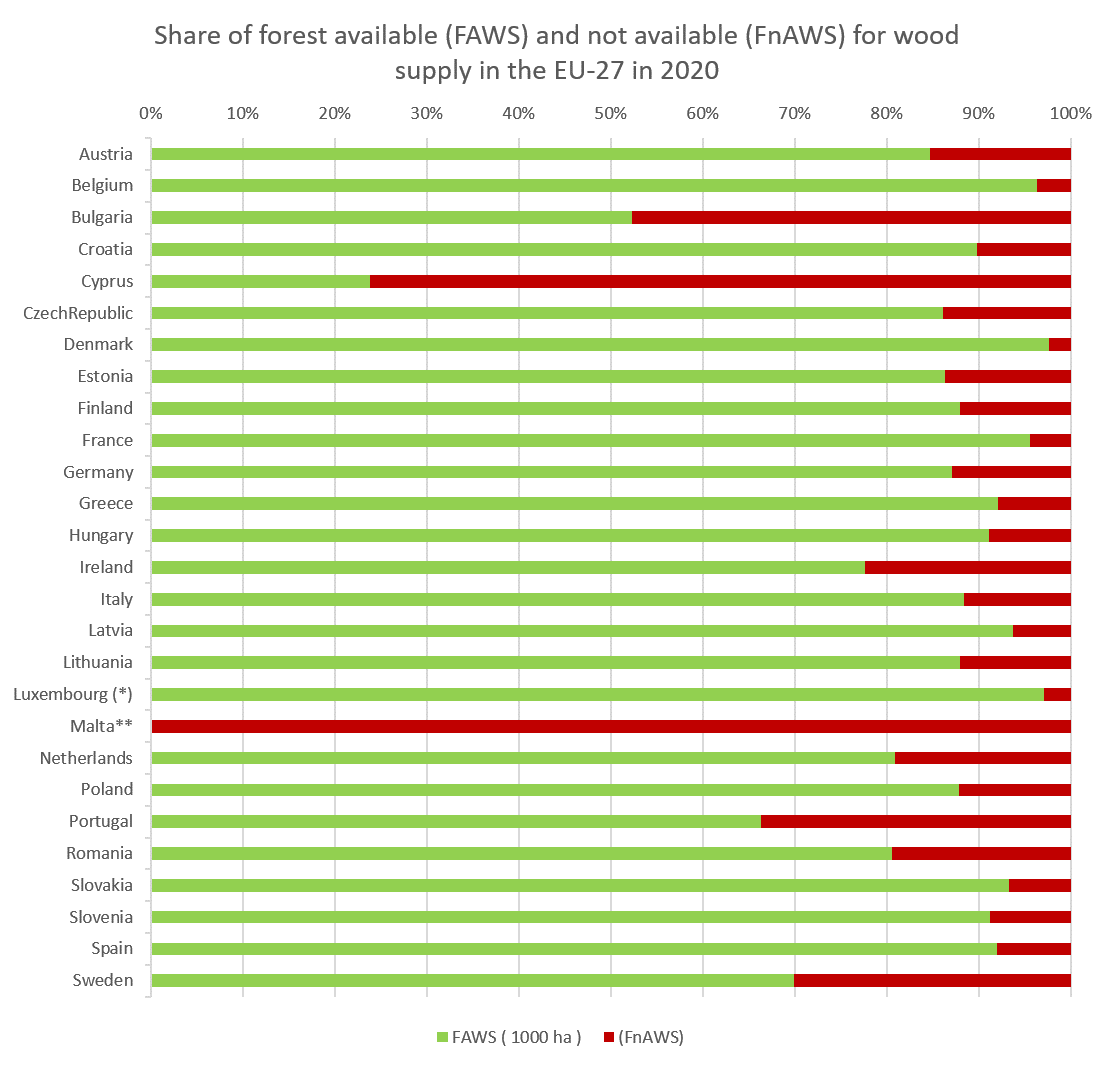 Share of forest available (FAWS) and not available (FnAWS) for wood
supply in the EU-27 in 2020
0% 10% 20% 30% 40% 50% 60% 70% 80% 90% 100%
Austria
Belgium
Bulgaria
Croatia
Cyprus
CzechRepublic
Denmark
Estonia
Finland
France
Germany
Greece
Hungary
Ireland
Italy
Latvia
Lithuania
Luxembourg (*)
Malta**
Netherlands
Poland
Portugal
Romania
Slovakia
Slovenia
Spain
Sweden
FAWS ( 1000 ha ) (FnAWS)